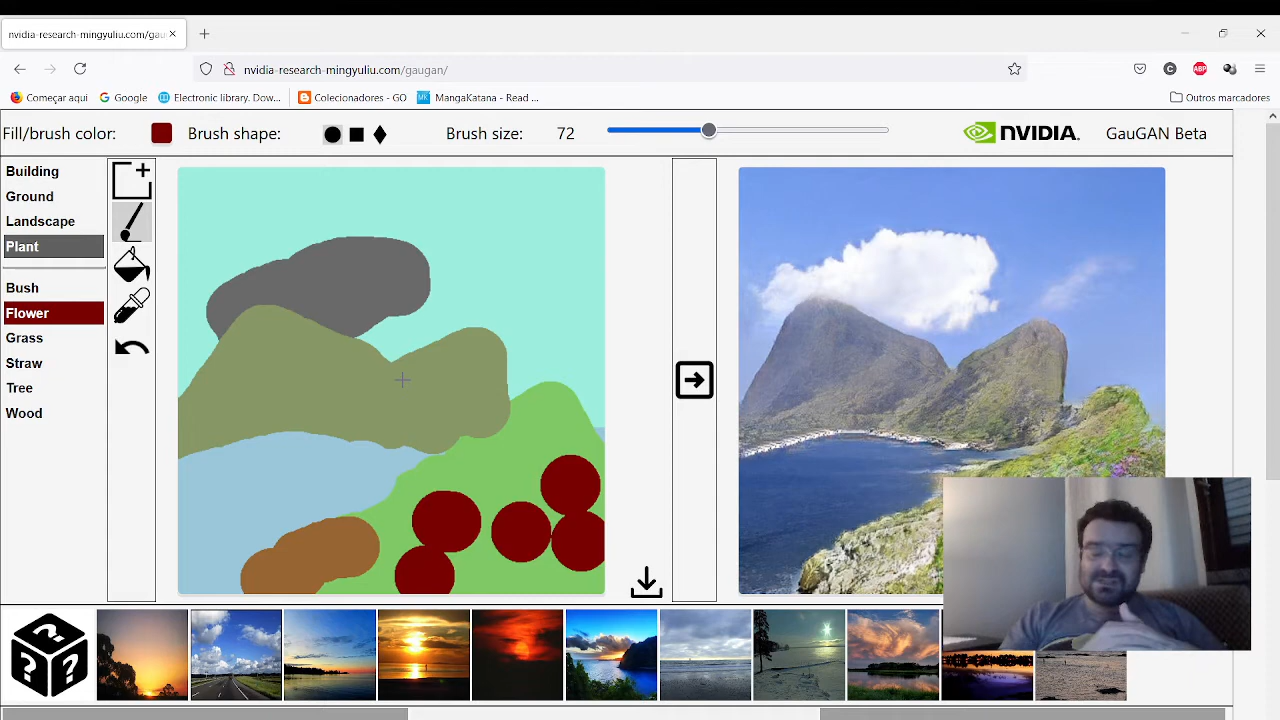 nvidia-research-mingyuliu.com/gau
nvidia-research-mingyuliu.com/gaugan/
Começar aqui
Google
Electronic library. Dow...
Colecionadores - GO
MangaKatana - Read ...
Outros marcadores
Fill/brush color:
Brush shape:
Brush size: 72
NVIDIA.
GauGAN Beta
Building
Ground
Landscape
Plant
Bush
Flower
Grass
Straw
Tree
Wood